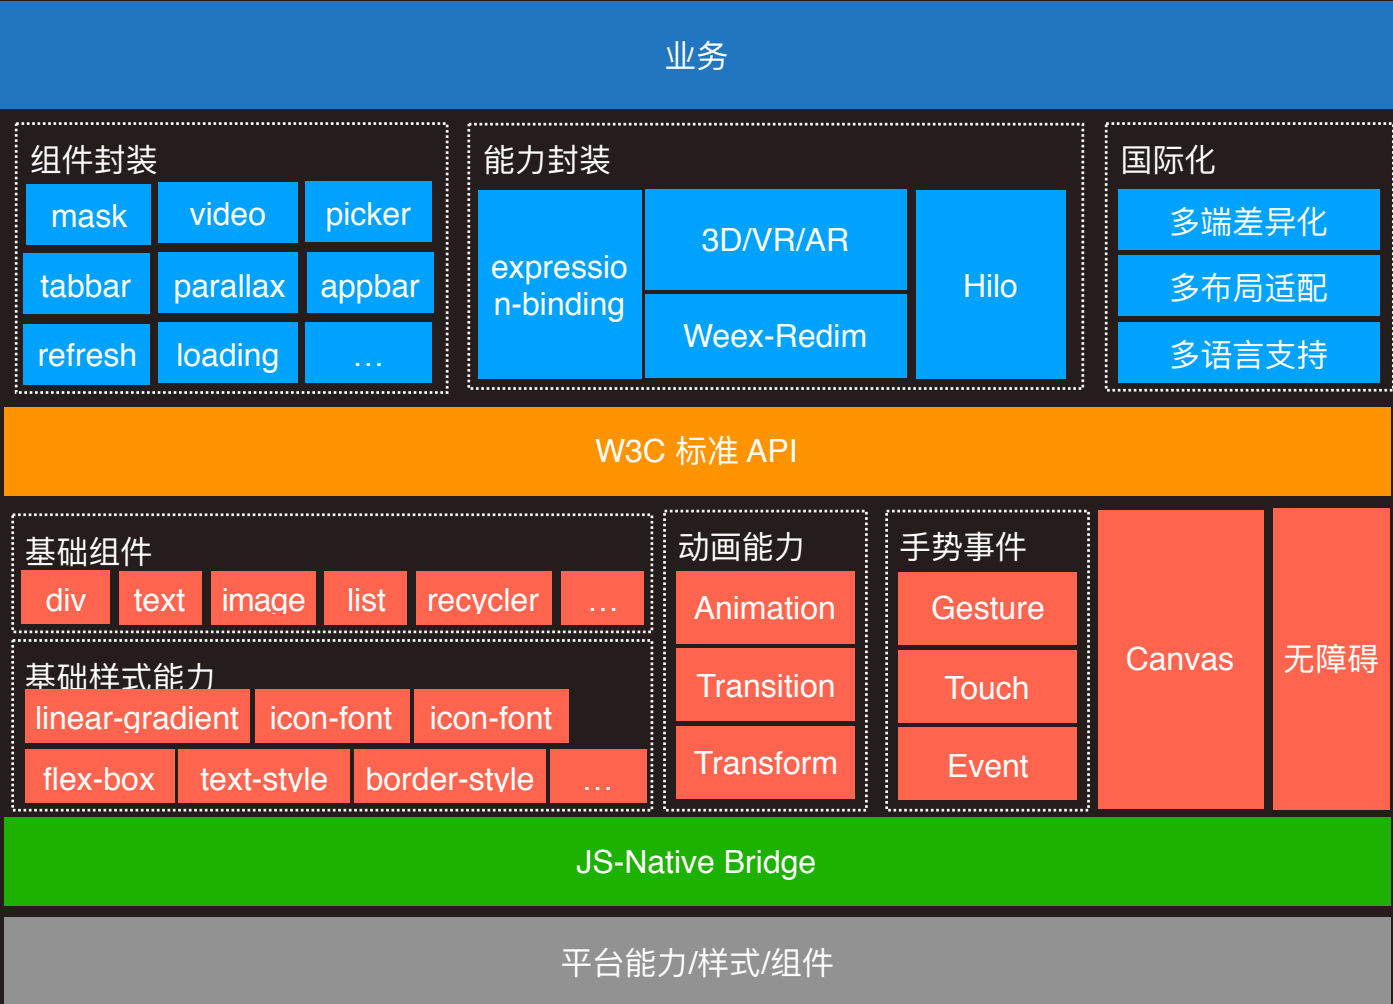 业务
组件封装
mask
video
picker
tabbar
parallax
appbar
refresh
loading
...
能力封装
expressio
n-binding
3D/VR/AR
Weex-Redim
Hilo
国际化
多端差异化
多布局适配
多语言支持
W3C 标准 API
基础组件
div
text
image
list
recycler
...
基础样式能力
linear-gradient
icon-font
icon-font
flex-box
text-style
border-style
...
动画能力
Animation
Transition
Transform
手势事件
Gesture
Touch
Event
Canvas
无障碍
JS-Native Bridge
平台能力/样式/组件